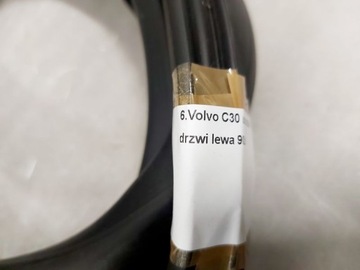 6.Volvo C30
drzwi lewa